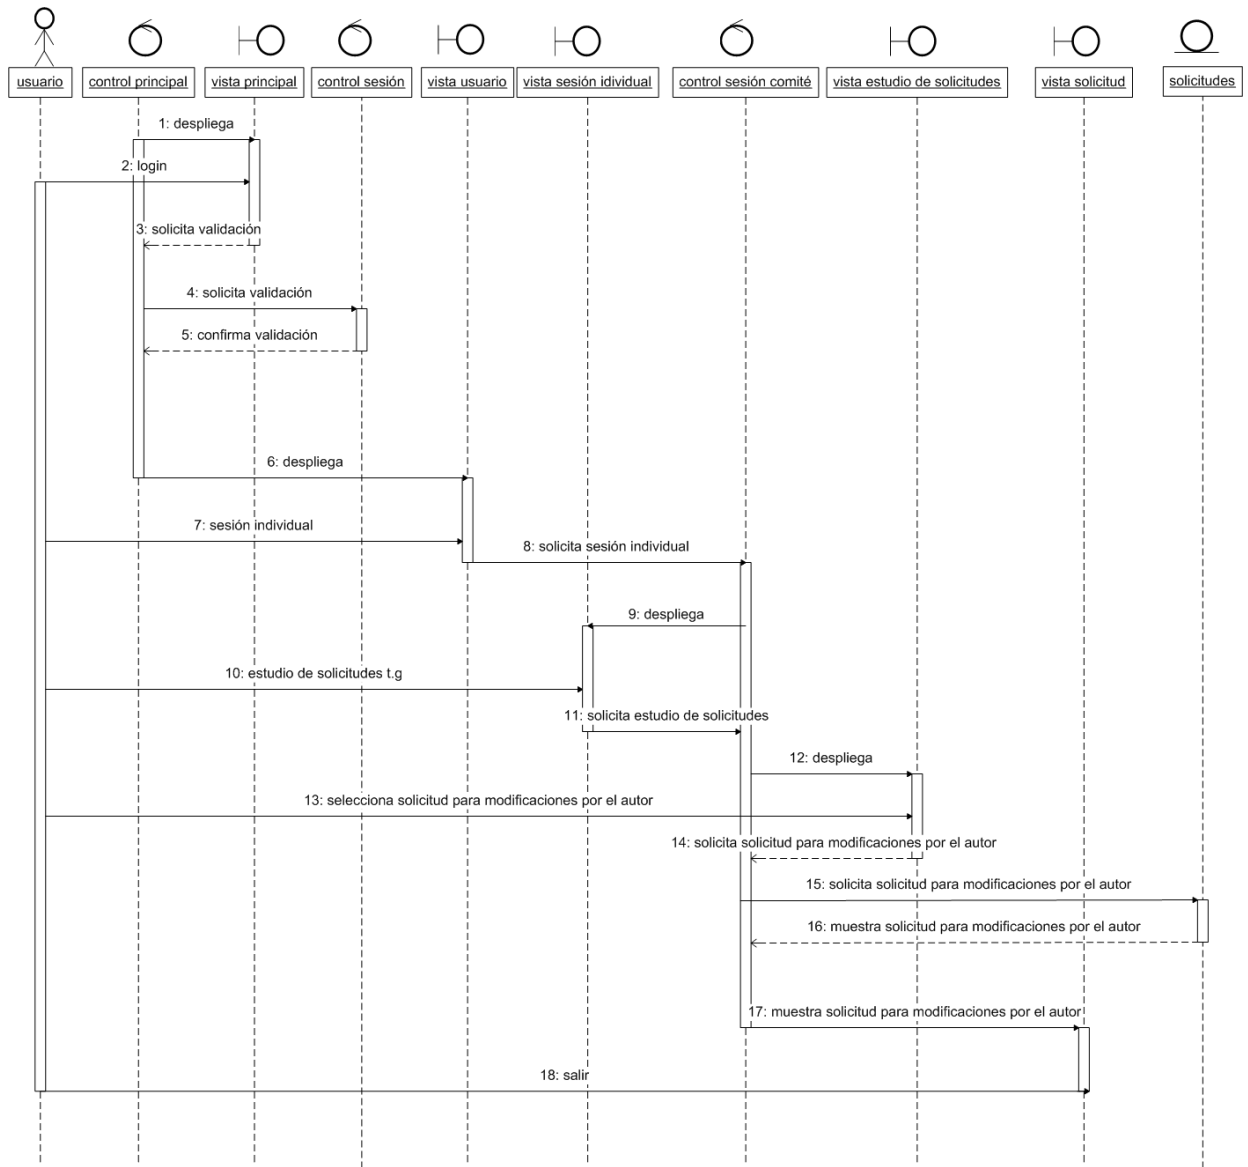 usuario
control principal
vista principal
control sesión
vista usuario
vista sesión idividual
control sesión comité
vista estudio de solicitudes
vista solicitud
solicitudes
1: despliega
2: login
3: solicita validación
4: solicita validación
5: confirma validación
6: despliega
7: sesión individual
8: solicita sesión individual
9: despliega
10: estudio de solicitudes t.g
11: solicita estudio de solicitudes
12: despliega
13: selecciona solicitud para modificaciones por el autor
14: solicita solicitud para modificaciones por el autor
15: solicita solicitud para modificaciones por el autor
16: muestra solicitud para modificaciones por el autor
17: muestra solicitud para modificaciones por el autor
18: salir